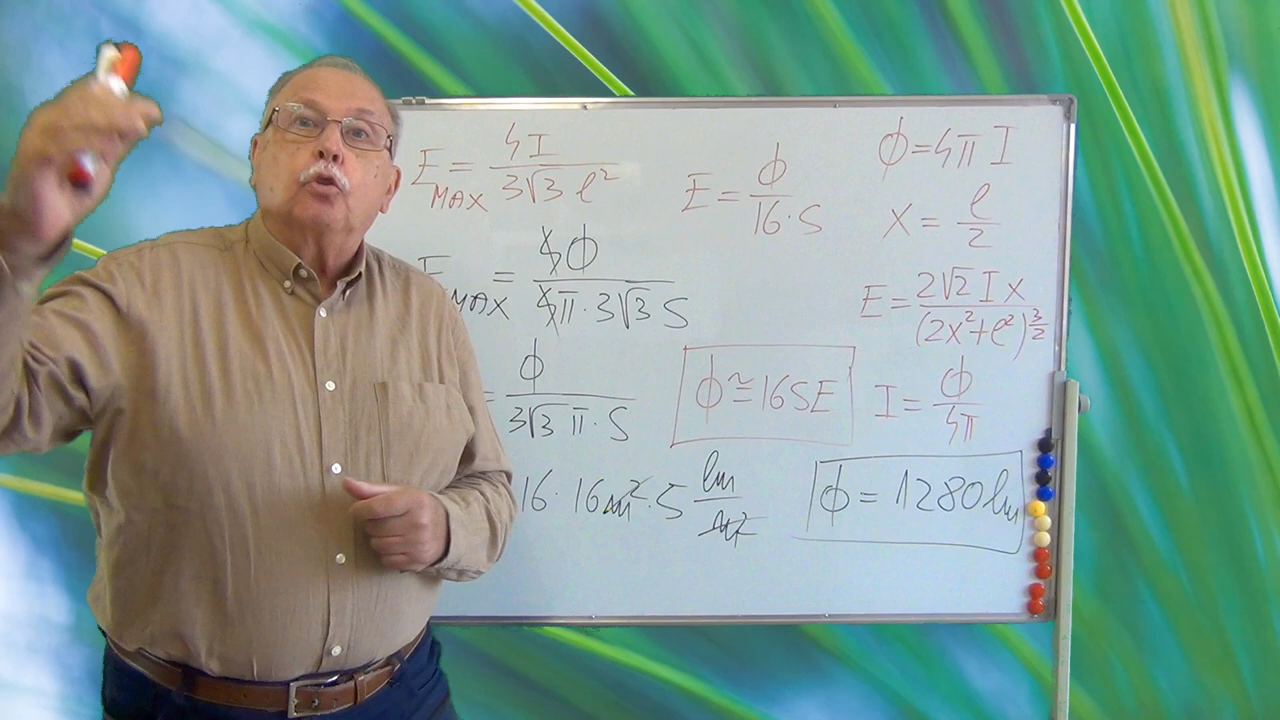 E_MAX = 4I / 3√3 l²
E = ϕ / 16·S
ϕ = 4π I
X = l / 2
E_MAX = 4ϕ / 4π · 3√3 S
E = 2√2 I x / (2x² + l²)^3/2
= ϕ / 3√3 π · S
ϕ ≅ 16SE
I = ϕ / 4π
16 · 16m² · 5 lm / m²
ϕ = 1280 lm